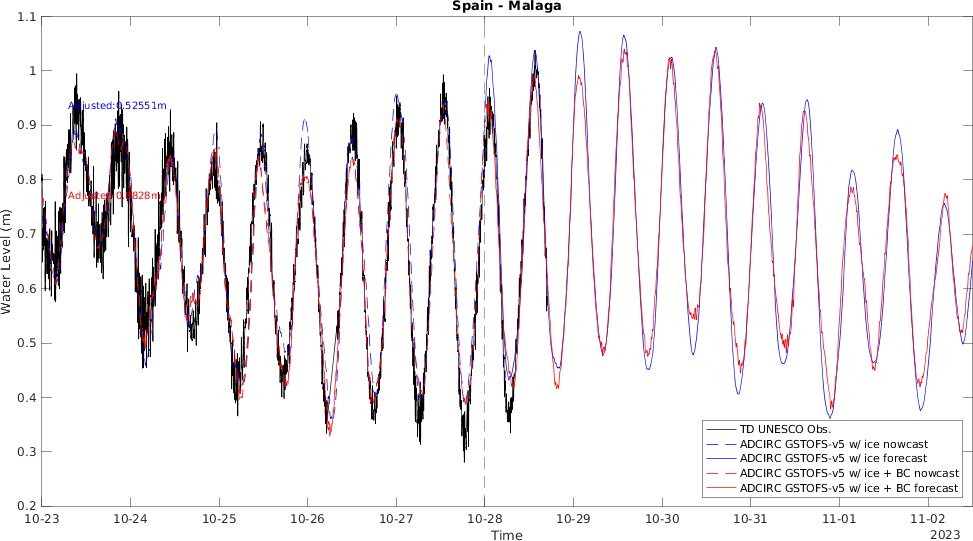 Spain - Malaga
1.1
1
0.9
0.8
0.7
0.6
0.5
0.4
0.3
0.2
Water Level (m)
Adjusted:0.52551m
TD UNESCO Obs.
ADCIRC GSTOFS-v5 w/ ice nowcast
ADCIRC GSTOFS-v5 w/ ice forecast
ADCIRC GSTOFS-v5 w/ ice + BC nowcast
ADCIRC GSTOFS-v5 w/ ice + BC forecast
10-23 10-24 10-25 10-26 10-27 10-28 10-29 10-30 10-31 11-01 11-02
Time
2023